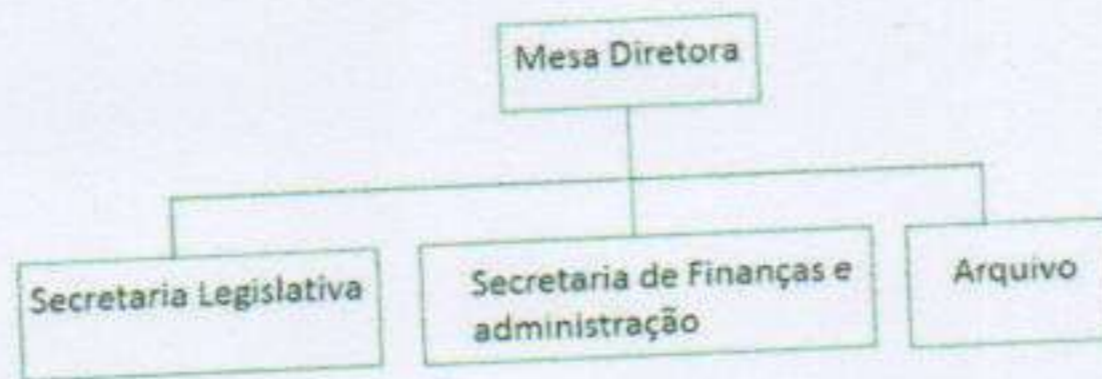 Mesa Diretora
Secretaria Legislativa
Secretaria de Finanças e
administração
Arquivo